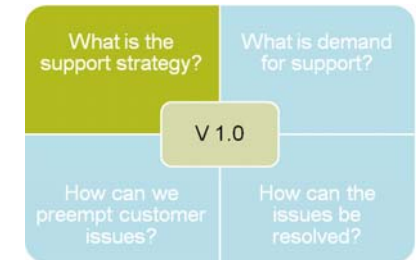 What is the
support strategy?
What is demand
for support?
V 1.0
How can we
preempt customer
issues?
How can the
issues be
resolved?